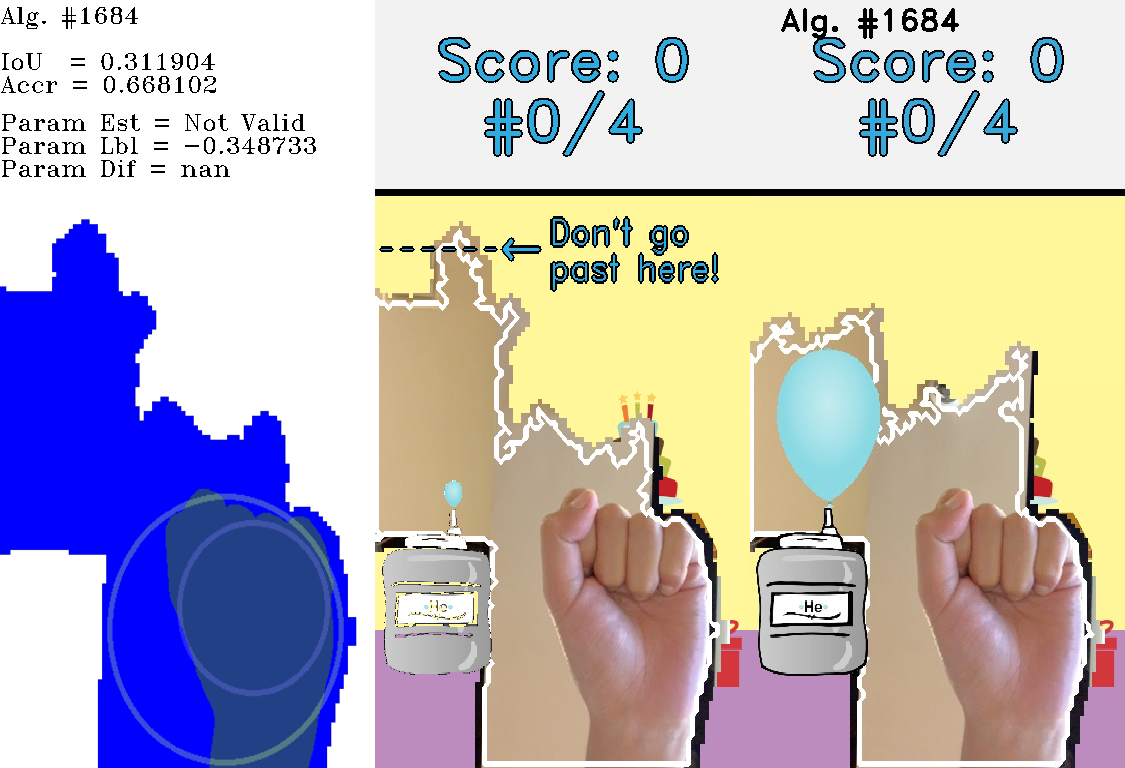 Alg. #1684
IoU = 0.311904
Accr = 0.668102
Param Est = Not Valid
Param Lbl = −0.348733
Param Dif = nan
Score: 0
#0/4
Don't go
past here!
He
Alg. #1684
Score: 0
#0/4
He